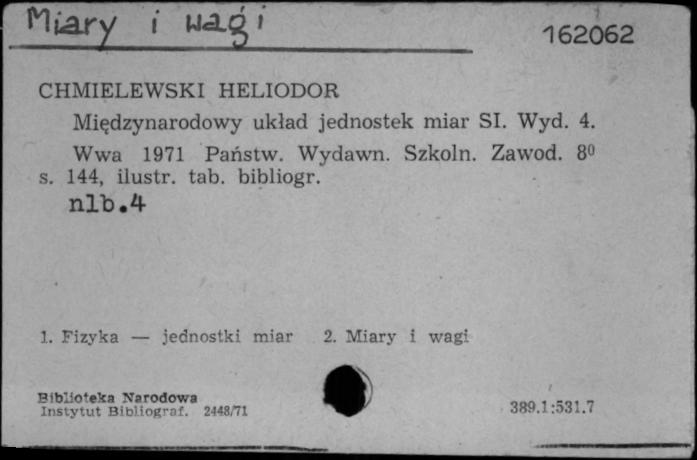 Miary i wagi
162062
CHMIELEWSKI HELIODOR
Międzynarodowy układ jednostek miar SI. Wyd. 4.
Wwa 1971 Państw. Wydawn. Szkoln. Zawod. 8⁰
s. 144, ilustr. tab. bibliogr.
nlb.4
1. Fizyka — jednostki miar 2. Miary i wagi
Biblioteka Narodowa
Instytut Bibliograf. 2448/71
389.1:531.7